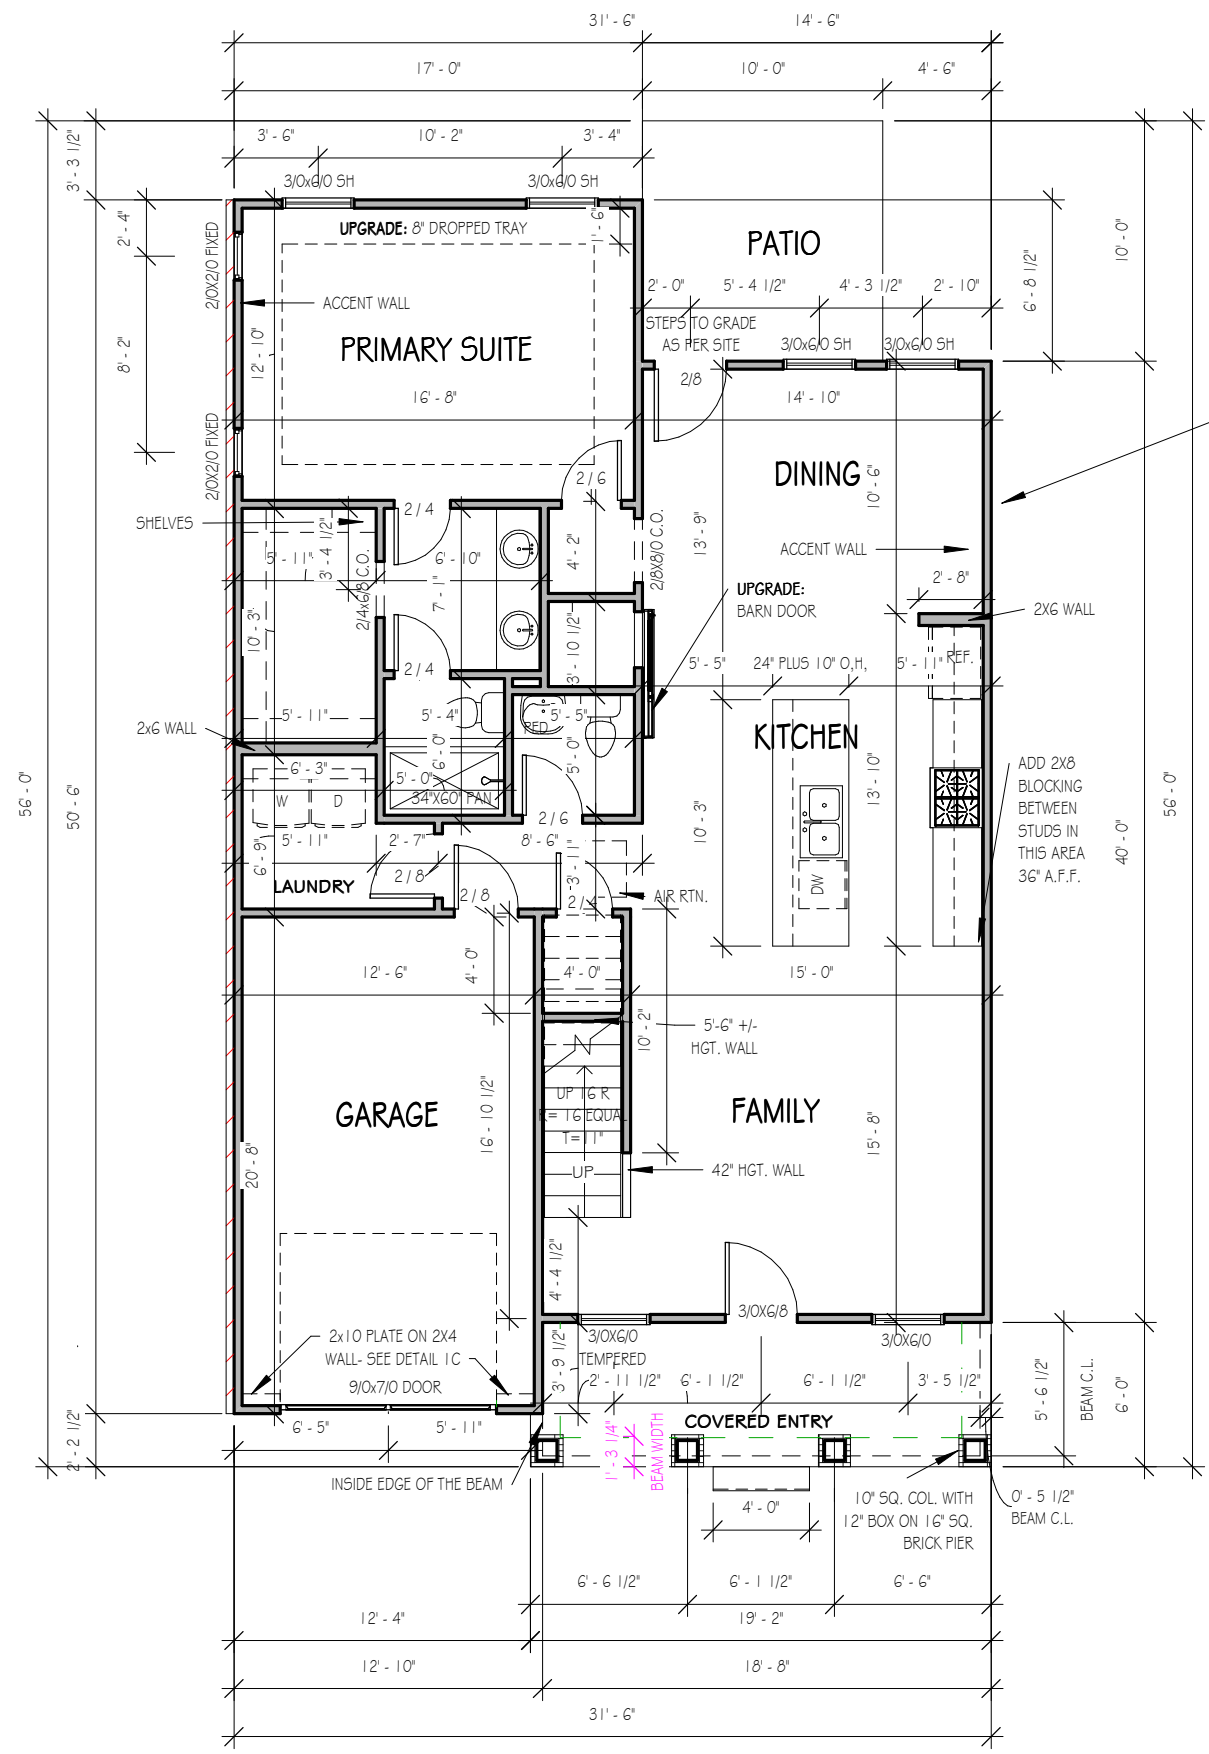 31' - 6"
14' - 6"
17' - 0"
10' - 0"
4' - 6"
3' - 6"
10' - 2"
3' - 4"
3' - 3 1/2"
3/0x6/0 SH
3/0x6/0 SH
UPGRADE: 8" DROPPED TRAY
1' - 6"
2' - 4"
2/0X2/0 FIXED
PATIO
10' - 0"
6' - 8 1/2"
2' - 0"
5' - 4 1/2"
4' - 3 1/2"
2' - 10"
ACCENT WALL
STEPS TO GRADE
AS PER SITE
3/0x6/0 SH
3/0x6/0 SH
8' - 2"
12' - 10"
PRIMARY SUITE
2/8
16' - 8"
14' - 10"
2/0X2/0 FIXED
2/6
DINING
10' - 6"
SHELVES
2/4
3' - 4 1/2"
5' - 11"
6' - 10"
4' - 2"
2/8X8/0 C.O.
13' - 9"
ACCENT WALL
2/4x6/8 C.O.
7' - 1"
2' - 8"
UPGRADE:
BARN DOOR
2X6 WALL
10' - 3"
3' - 10 1/2"
2/4
5' - 5"
24" PLUS 10" O,H,
5' - 11"
REF.
5' - 11"
5' - 4"
PED
5' - 5"
2x6 WALL
KITCHEN
6' - 3"
6' - 0"
5' - 0"
5' - 0"
34"X60" PAN
W
D
13' - 10"
ADD 2X8
BLOCKING
BETWEEN
STUDS IN
THIS AREA
36" A.F.F.
56' - 0"
50' - 6"
56' - 0"
40' - 0"
2/6
10' - 3"
5' - 11"
2' - 7"
8' - 6"
6' - 9"
3' - 11"
LAUNDRY
2/8
2/8
2/4
AIR RTN.
DW
12' - 6"
4' - 0"
4' - 0"
15' - 0"
10' - 2"
5'-6" +/-
HGT. WALL
GARAGE
16' - 10 1/2"
UP 16 R
R= 16 EQUAL
T= 11"
FAMILY
15' - 8"
20' - 8"
UP
42" HGT. WALL
4' - 4 1/2"
3/0X6/8
3/0X6/0
TEMPERED
3/0X6/0
2x10 PLATE ON 2X4
WALL- SEE DETAIL 1C
9/0x7/0 DOOR
3' - 9 1/2"
2' - 11 1/2"
6' - 1 1/2"
6' - 1 1/2"
3' - 5 1/2"
5' - 6 1/2"
BEAM C.L.
6' - 0"
2' - 2 1/2"
6' - 5"
5' - 11"
COVERED ENTRY
1' - 3 1/4"
BEAM WIDTH
INSIDE EDGE OF THE BEAM
4' - 0"
10" SQ. COL. WITH
12" BOX ON 16" SQ.
BRICK PIER
0' - 5 1/2"
BEAM C.L.
6' - 6 1/2"
6' - 1 1/2"
6' - 6"
12' - 4"
19' - 2"
12' - 10"
18' - 8"
31' - 6"